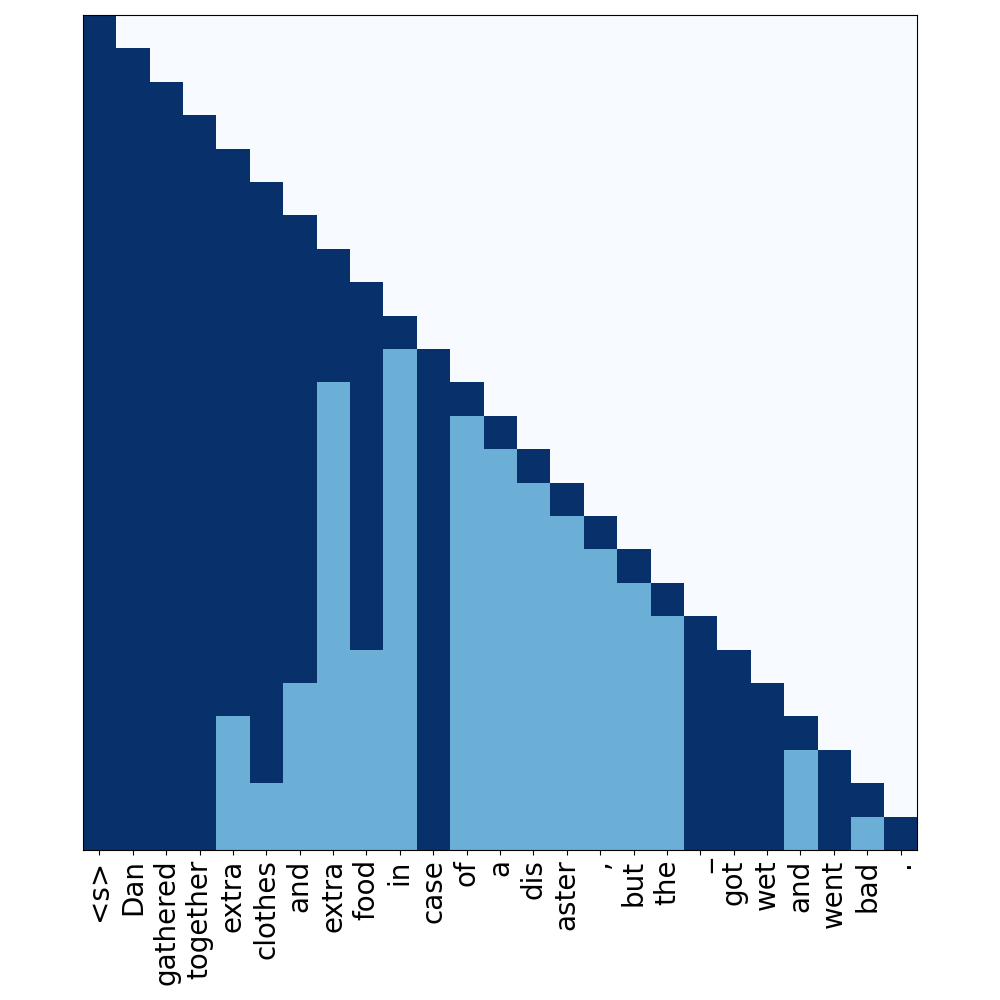 <s>
Dan
gathered
together
extra
clothes
and
extra
food
in
case
of
a
dis
aster
,
but
the
_
got
wet
and
went
bad
.